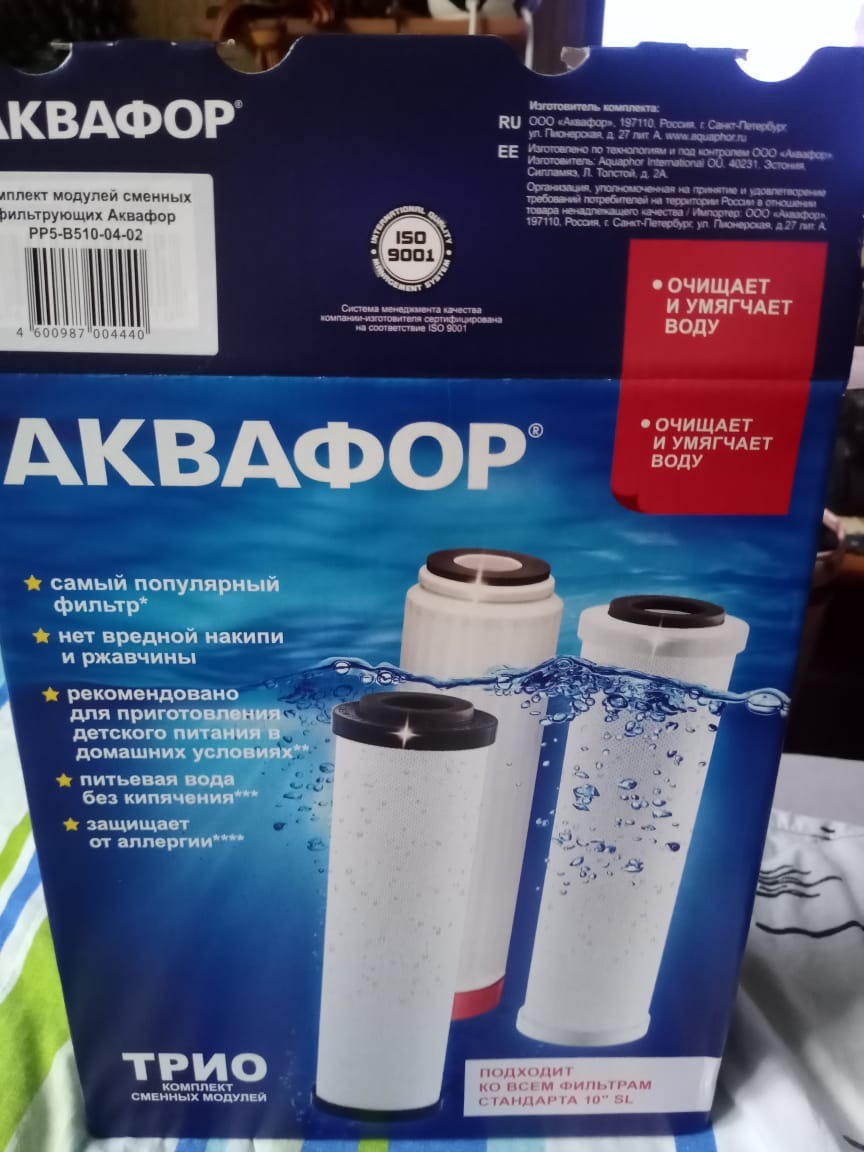 АКВАФОР®
мплект модулей сменных
фильтрующих Аквафор
РР5-В510-04-02
4 600987 004440
INTERNATIONAL QUALITY
ISO
9001
MANAGEMENT SYSTEM
Система менеджмента качества
компании-изготовителя сертифицирована
на соответствие ISO 9001
Изготовитель комплекта:
RU ООО «Аквафор», 197110, Россия, г. Санкт-Петербург,
ул. Пионерская, д. 27 лит. А. www.aquaphor.ru
EE Изготовлено по технологиям и под контролем ООО «Аквафор».
Изготовитель: Aquaphor International OÜ, 40231, Эстония,
Силламяэ, Л. Толстой, д. 2А.
Организация, уполномоченная на принятие и удовлетворение
требований потребителей на территории России в отношении
товара ненадлежащего качества / Импортер: ООО «Аквафор»,
197110, Россия, г. Санкт-Петербург, ул. Пионерская, д.27 лит А.
• ОЧИЩАЕТ
И УМЯГЧАЕТ
ВОДУ
• ОЧИЩАЕТ
И УМЯГЧАЕТ
ВОДУ
АКВАФОР®
самый популярный
фильтр*
нет вредной накипи
и ржавчины
рекомендовано
для приготовления
детского питания в
домашних условиях**
питьевая вода
без кипячения***
защищает
от аллергии****
ТРИО
КОМПЛЕКТ
СМЕННЫХ МОДУЛЕЙ
ПОДХОДИТ
КО ВСЕМ ФИЛЬТРАМ
СТАНДАРТА 10" SL